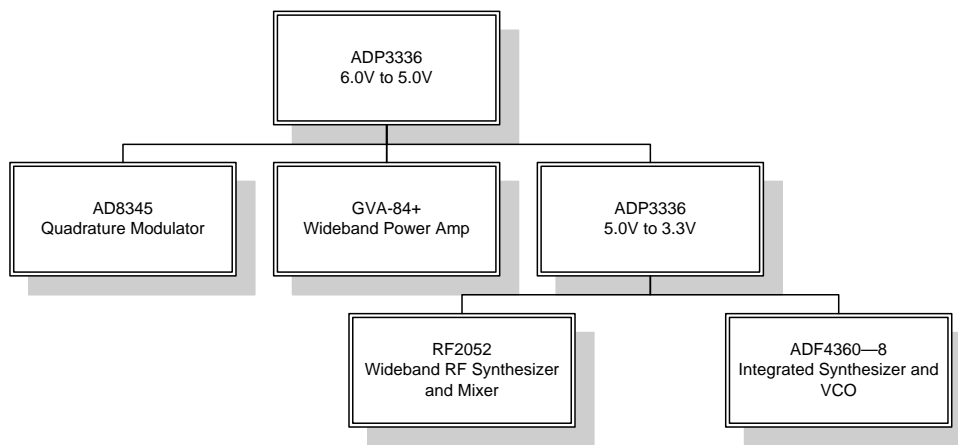 ADP3336
6.0V to 5.0V
AD8345
Quadrature Modulator
GVA-84+
Wideband Power Amp
ADP3336
5.0V to 3.3V
RF2052
Wideband RF Synthesizer
and Mixer
ADF4360—8
Integrated Synthesizer and
VCO